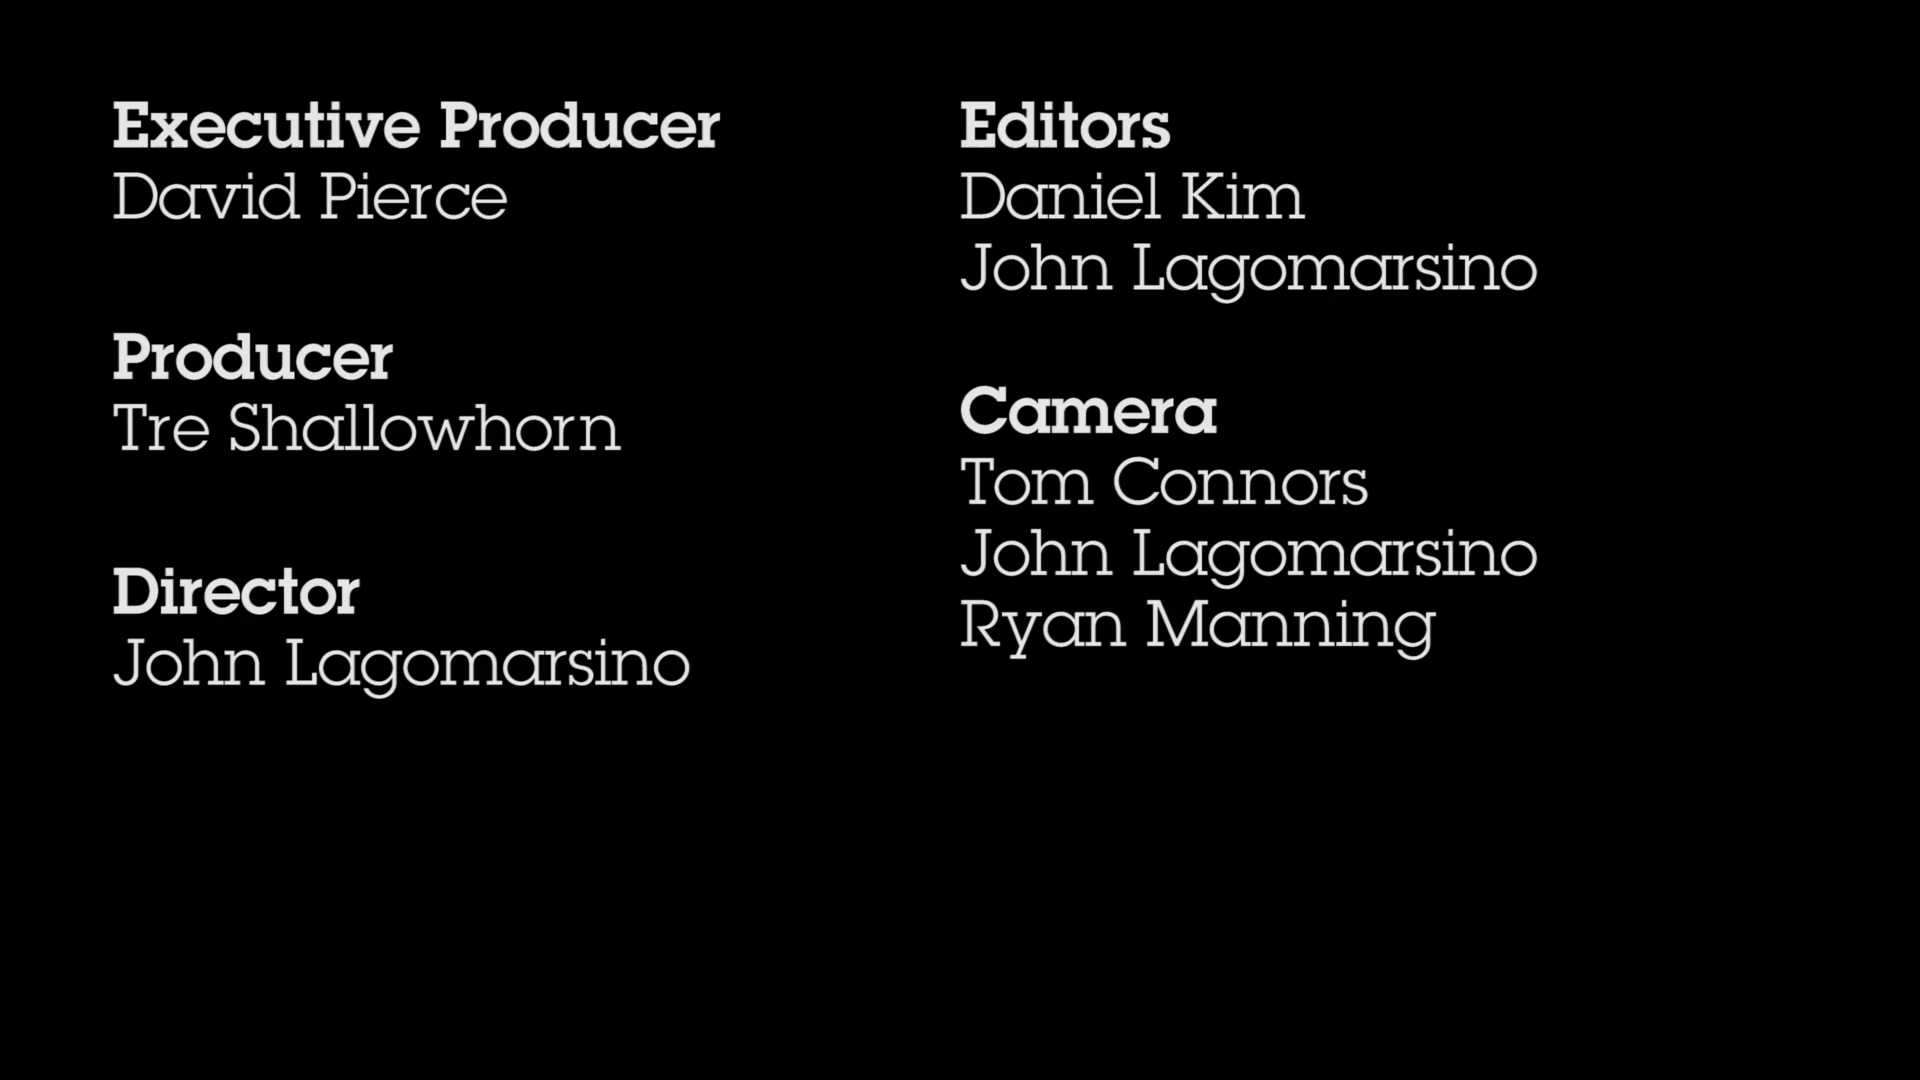 Executive Producer
David Pierce
Producer
Tre Shallowhorn
Director
John Lagomarsino
Editors
Daniel Kim
John Lagomarsino
Camera
Tom Connors
John Lagomarsino
Ryan Manning